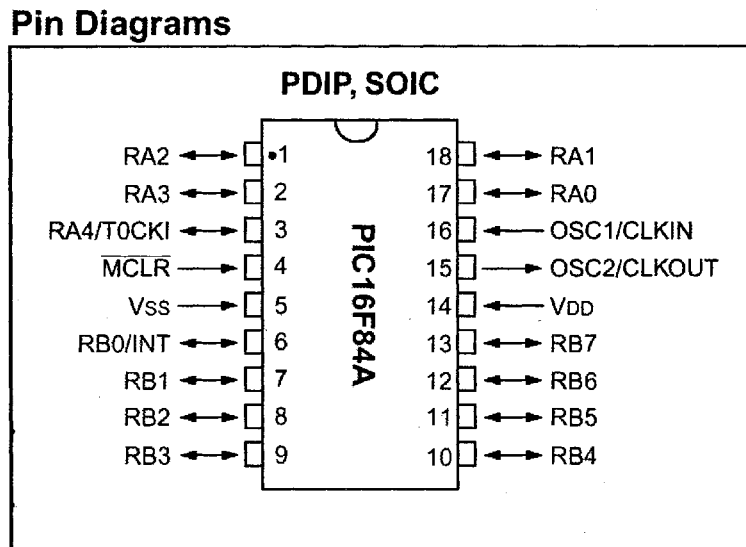 Pin Diagrams
PDIP, SOIC
RA2 •1 18 RA1
RA3 2 17 RA0
RA4/T0CKI 3 16 OSC1/CLKIN
MCLR 4 15 OSC2/CLKOUT
VSS 5 14 VDD
RB0/INT 6 13 RB7
RB1 7 12 RB6
RB2 8 11 RB5
RB3 9 10 RB4
PIC16F84A